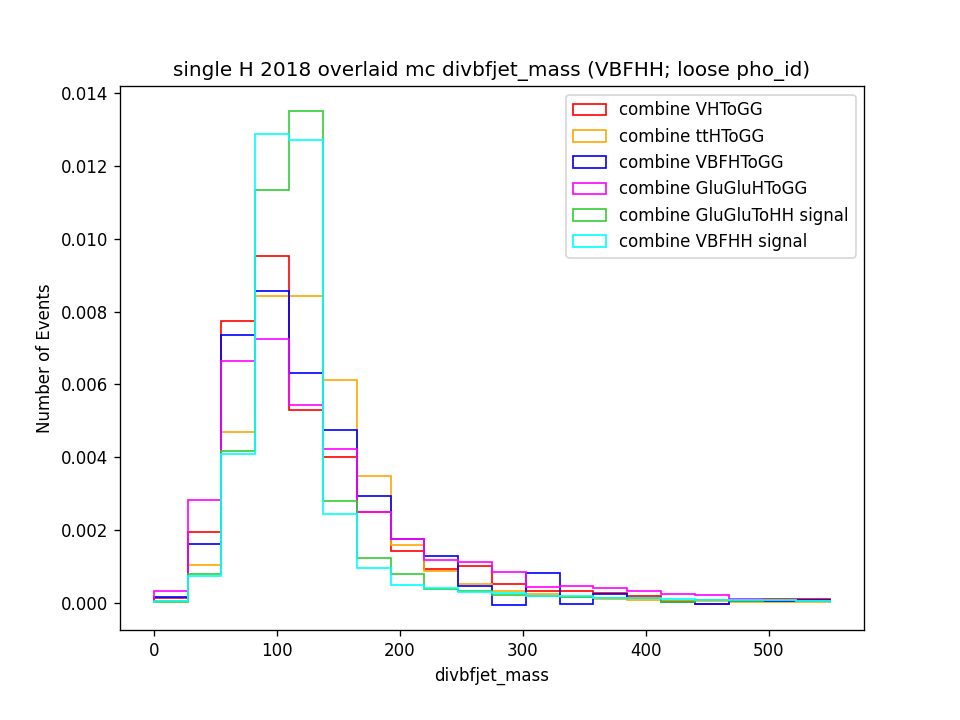 single H 2018 overlaid mc divbfjet_mass (VBFHH; loose pho_id)
0.014
0.012
0.010
0.008
0.006
0.004
0.002
0.000
Number of Events
combine VHToGG
combine ttHToGG
combine VBFHToGG
combine GluGluHToGG
combine GluGluToHH signal
combine VBFHH signal
0 100 200 300 400 500
divbfjet_mass